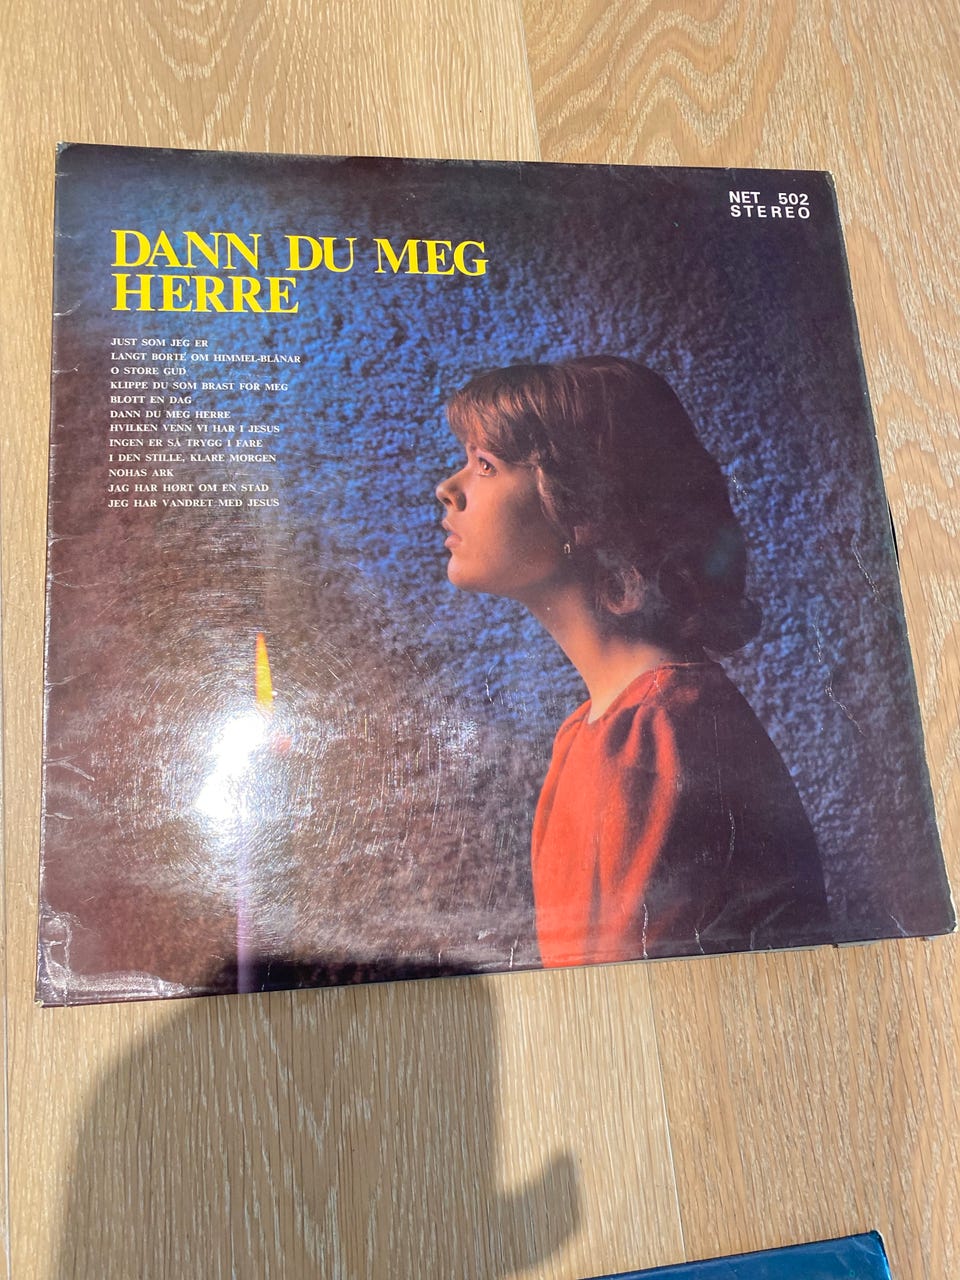 NET 502
STEREO
DANN DU MEG
HERRE
JUST SOM JEG ER
LANGT BORTE OM HIMMEL-BLÅNAR
O STORE GUD
KLIPPE DU SOM BRAST FOR MEG
BLOTT EN DAG
DANN DU MEG HERRE
HVILKEN VENN VI HAR I JESUS
INGEN ER SÅ TRYGG I FARE
I DEN STILLE, KLARE MORGEN
NOHAS ARK
JAG HAR HØRT OM EN STAD
JEG HAR VANDRET MED JESUS